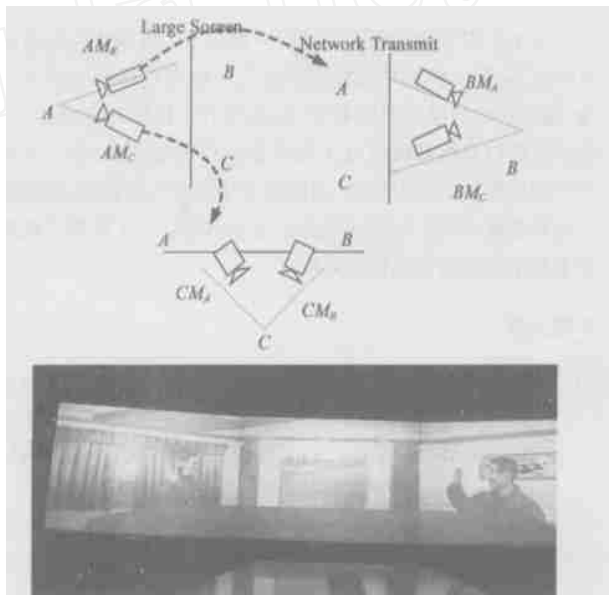 Large Screen
Network Transmit
AM_B
B
A
AM_C
C
A
C
BM_A
B
BM_C
A
B
CM_A
CM_B
C